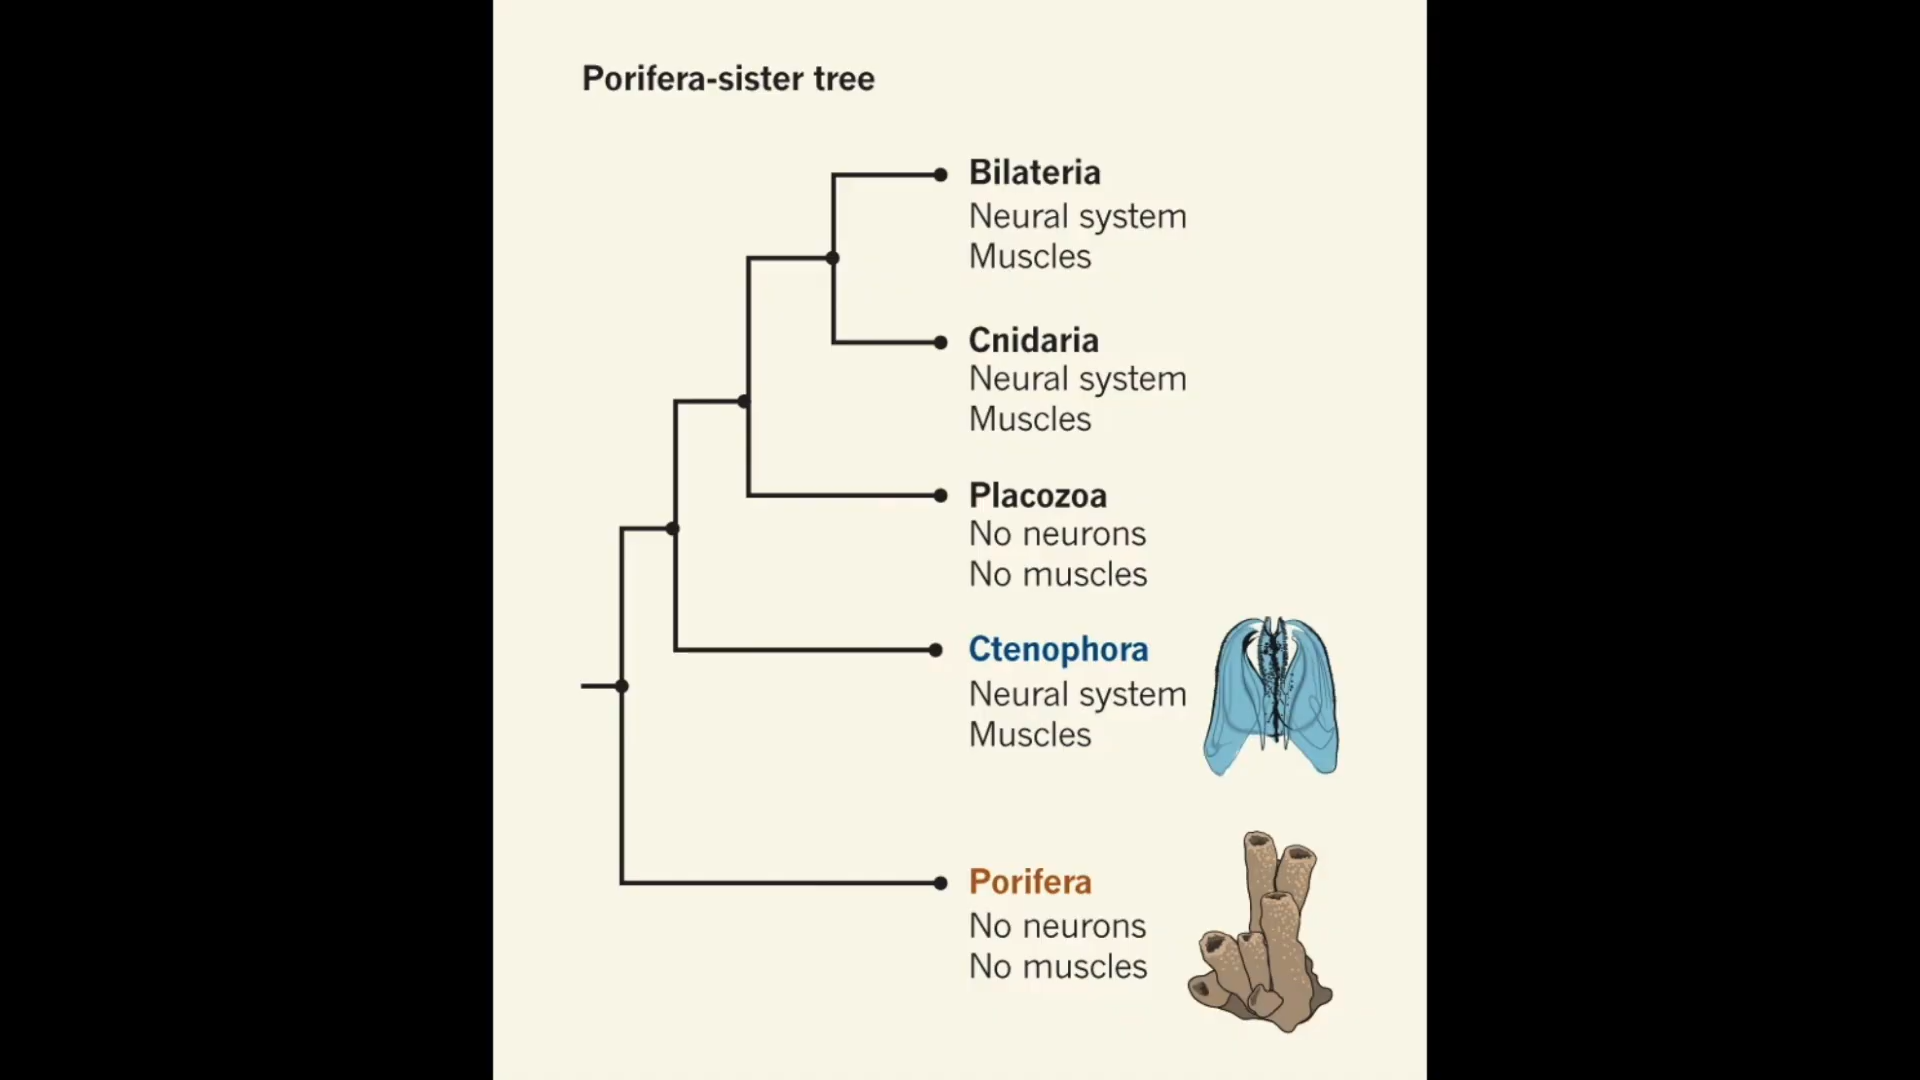 Porifera-sister tree
Bilateria
Neural system
Muscles
Cnidaria
Neural system
Muscles
Placozoa
No neurons
No muscles
Ctenophora
Neural system
Muscles
Porifera
No neurons
No muscles